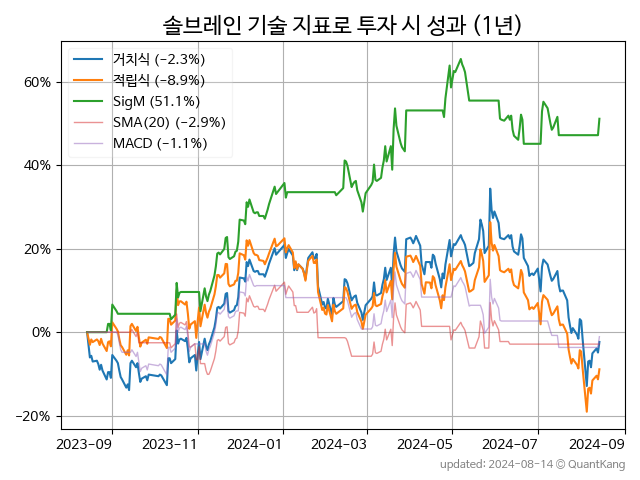 솔브레인 기술 지표로 투자 시 성과 (1년)
거치식 (-2.3%)
적립식 (-8.9%)
SigM (51.1%)
SMA(20) (-2.9%)
MACD (-1.1%)
60%
40%
20%
0%
-20%
2023-09 2023-11 2024-01 2024-03 2024-05 2024-07 2024-09
updated: 2024-08-14 © QuantKang